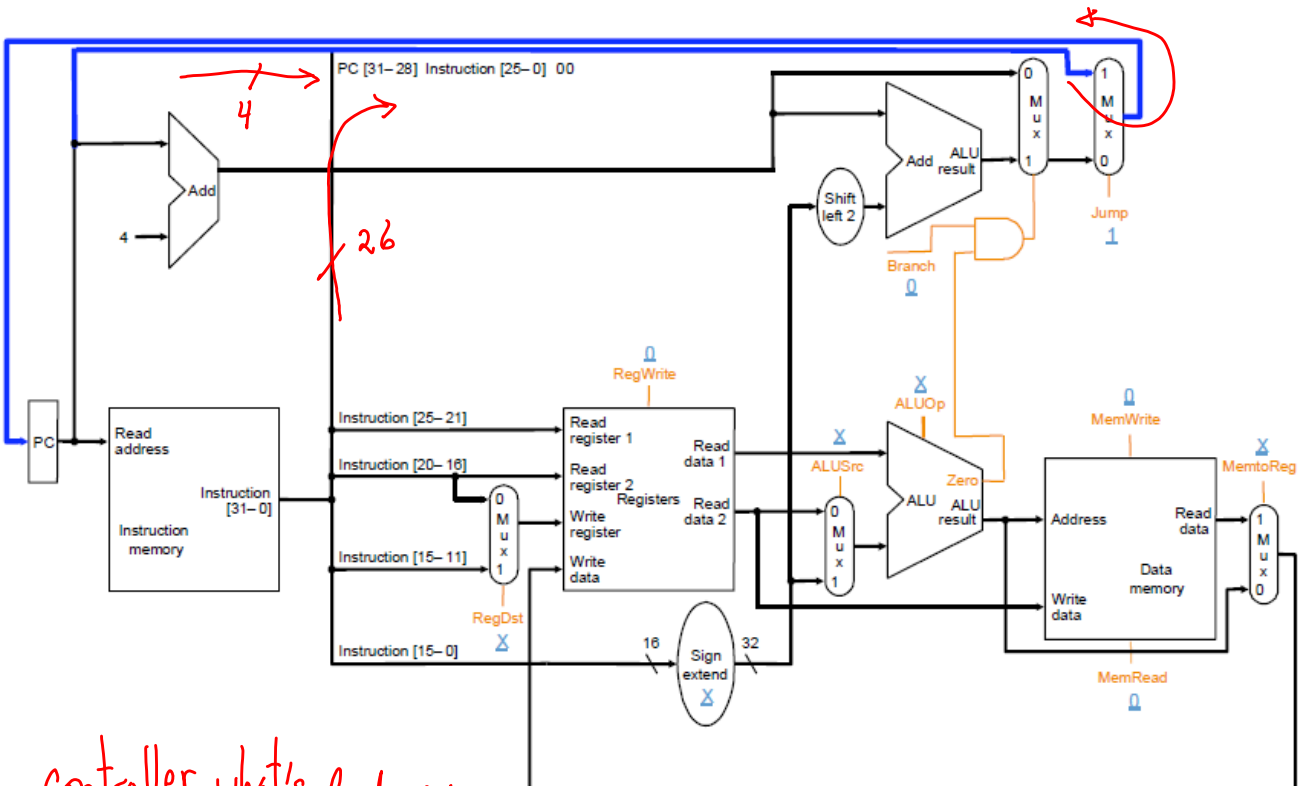 PC [31–28] Instruction [25–0] 00
4
26
Add
4
Shift
left 2
Add
ALU
result
0
M
u
x
1
1
M
u
x
0
Jump
1
Branch
0
PC
Read
address
Instruction
[31–0]
Instruction
memory
Instruction [25–21]
Instruction [20–16]
Instruction [15–11]
Instruction [15–0]
0
M
u
x
1
RegDst
X
0
RegWrite
Read
register 1
Read
register 2
Write
register
Write
data
Registers
Read
data 1
Read
data 2
16
Sign
extend
X
32
X
ALUSrc
0
M
u
x
1
X
ALUOp
Zero
ALU
ALU
result
0
MemWrite
Address
Read
data
Data
memory
Write
data
MemRead
0
X
MemtoReg
1
M
u
x
0
controller what's